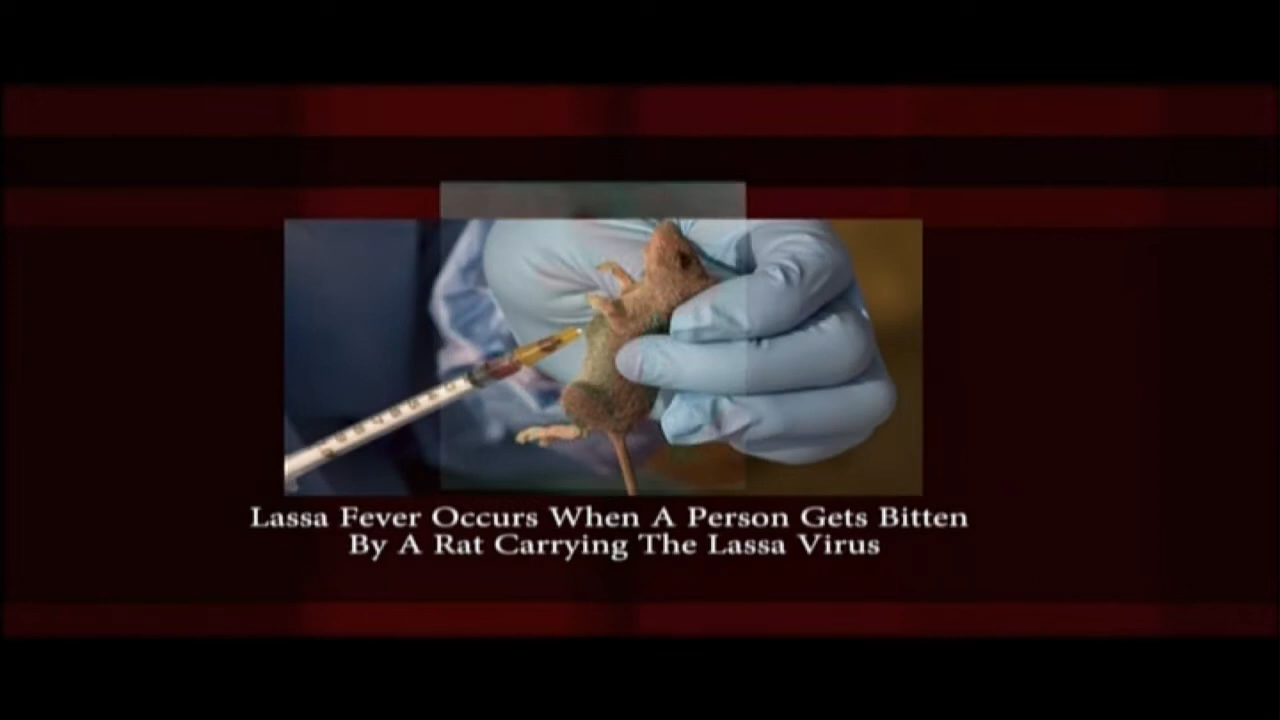 Lassa Fever Occurs When A Person Gets Bitten
By A Rat Carrying The Lassa Virus